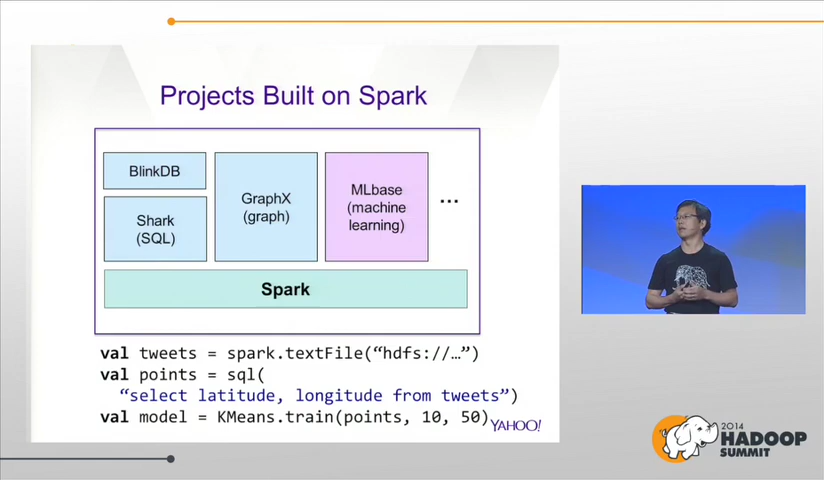 Projects Built on Spark
BlinkDB
Shark
(SQL)
GraphX
(graph)
MLbase
(machine
learning)
...
Spark
val tweets = spark.textFile(“hdfs://…”)
val points = sql(
“select latitude, longitude from tweets”)
val model = KMeans.train(points, 10, 50)
YAHOO!
2014
HADOOP
SUMMIT